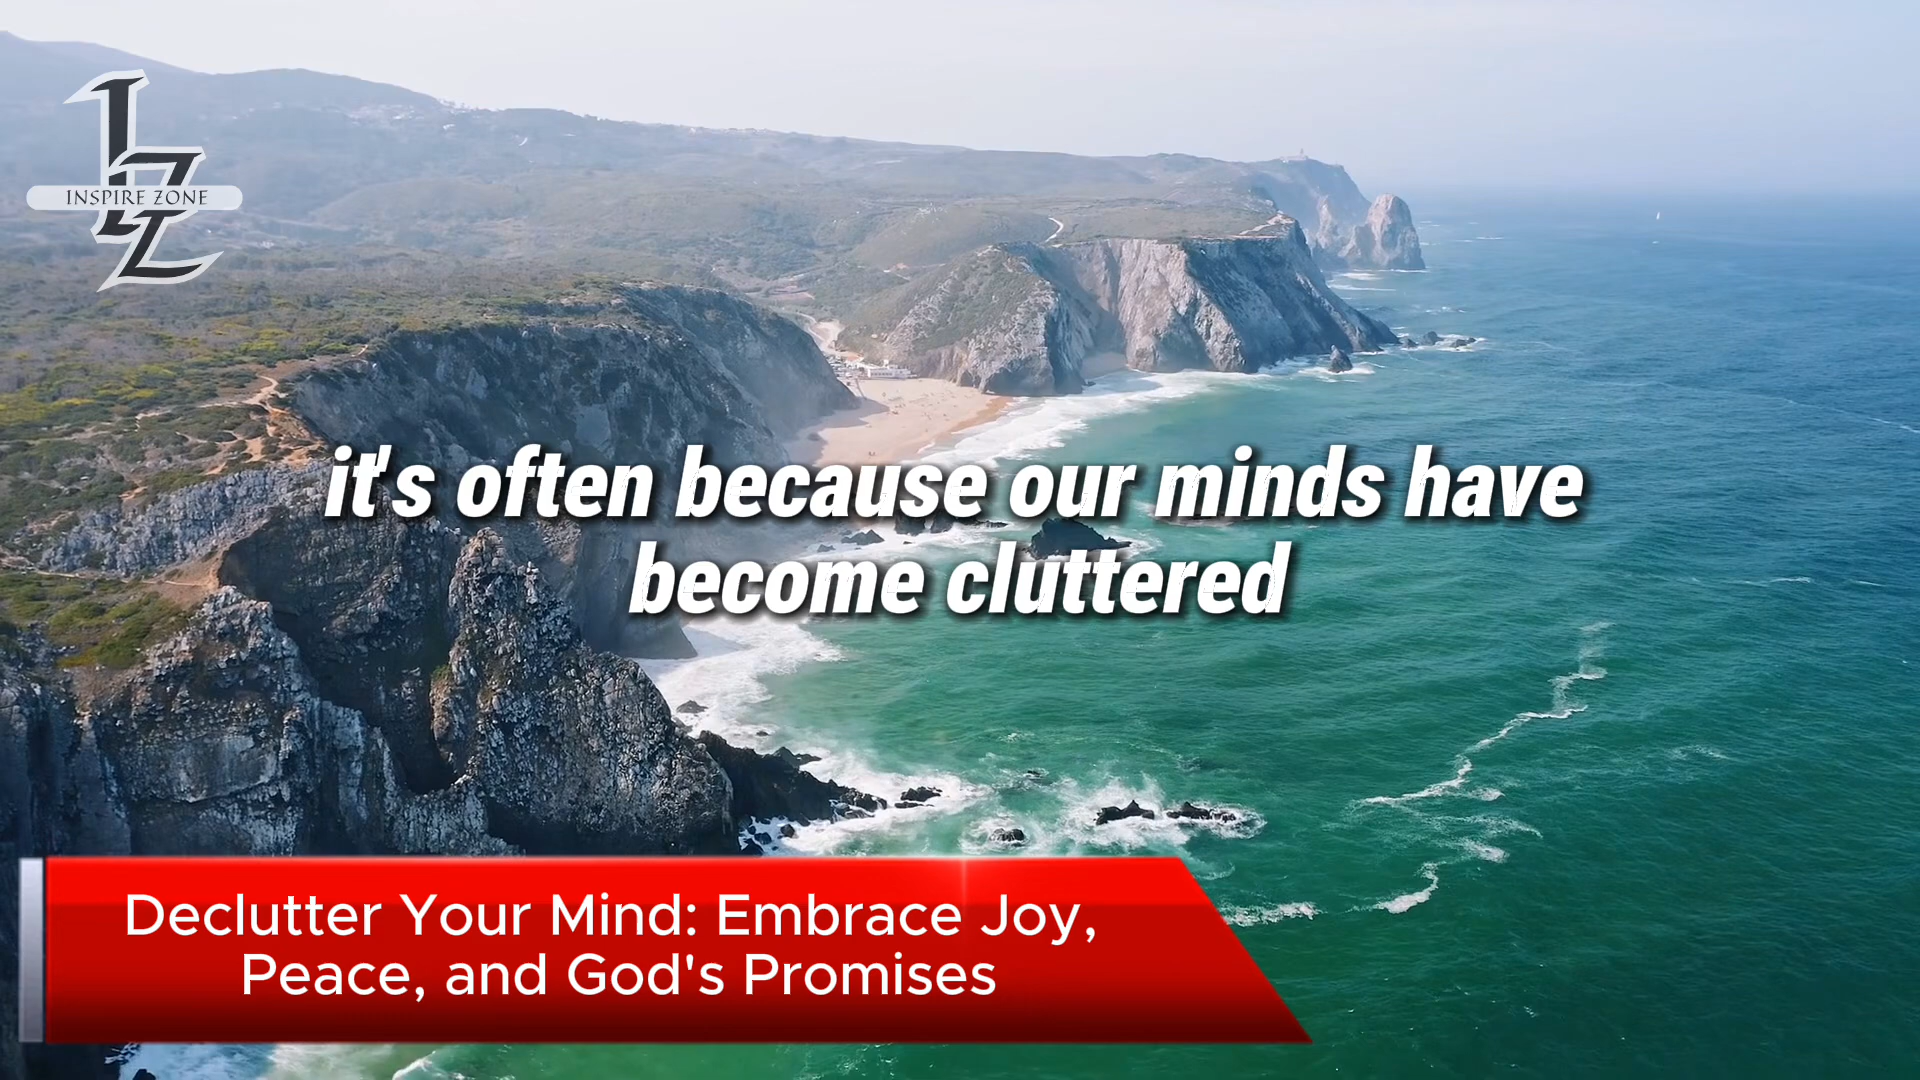 INSPIRE ZONE
it's often because our minds have
become cluttered
Declutter Your Mind: Embrace Joy,
Peace, and God's Promises